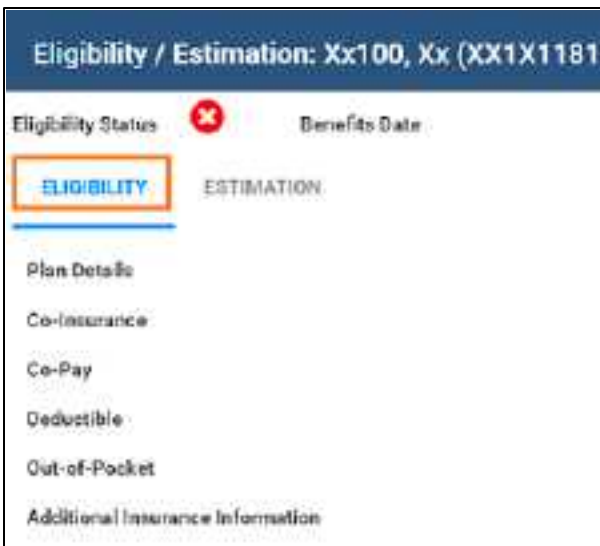 Eligibility / Estimation: Xx100, Xx (XX1X1181
Eligibility Status Benefits Date
ELIGIBILITY ESTIMATION
Plan Details
Co-Insurance
Co-Pay
Deductible
Out-of-Pocket
Additional Insurance Information